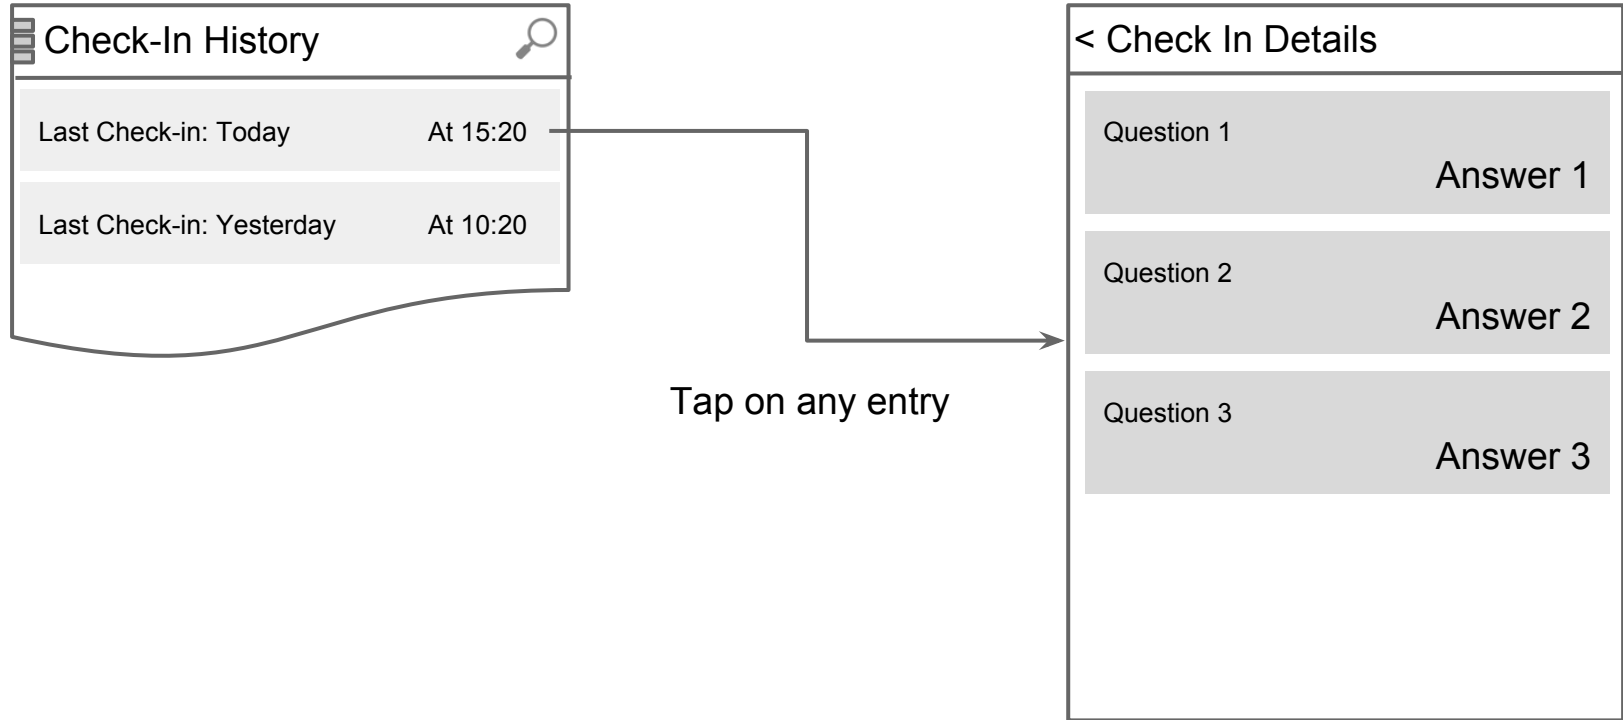 Check-In History
Last Check-in: Today At 15:20
Last Check-in: Yesterday At 10:20
Tap on any entry
< Check In Details
Question 1
Answer 1
Question 2
Answer 2
Question 3
Answer 3